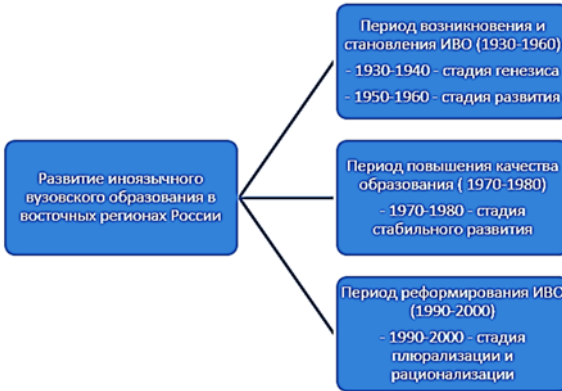 Развитие иноязычного
вузовского образования в
восточных регионах России
Период возникновения и
становления ИВО (1930-1960)
- 1930-1940 - стадия генезиса
- 1950-1960 - стадия развития
Период повышения качества
образования ( 1970-1980)
- 1970-1980 - стадия
стабильного развития
Период реформирования ИВО
(1990-2000)
- 1990-2000 - стадия
плюрализации и
рационализации